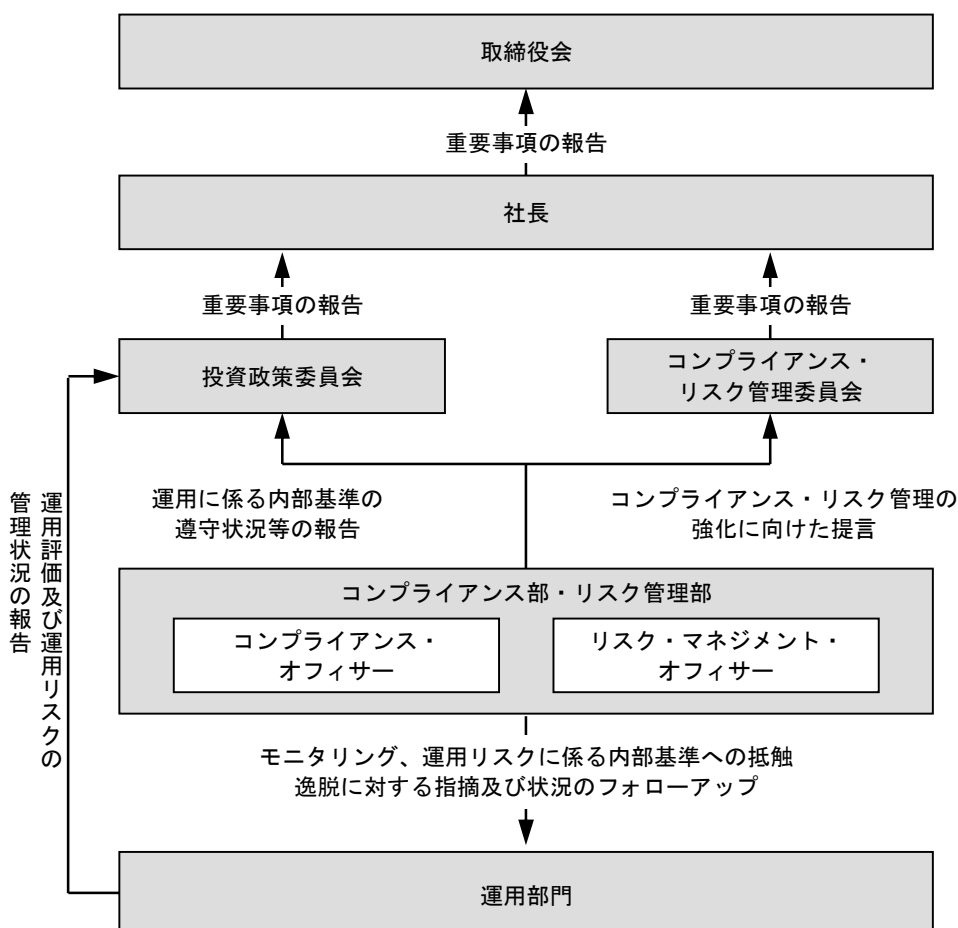 取締役会
重要事項の報告
社長
重要事項の報告
重要事項の報告
投資政策委員会
コンプライアンス・
リスク管理委員会
運用に係る内部基準の
遵守状況等の報告
コンプライアンス・リスク管理の
強化に向けた提言
運用評価及び運用リスクの
管理状況の報告
コンプライアンス部・リスク管理部
コンプライアンス・
オフィサー
リスク・マネジメント・
オフィサー
モニタリング、運用リスクに係る内部基準への抵触
逸脱に対する指摘及び状況のフォローアップ
運用部門